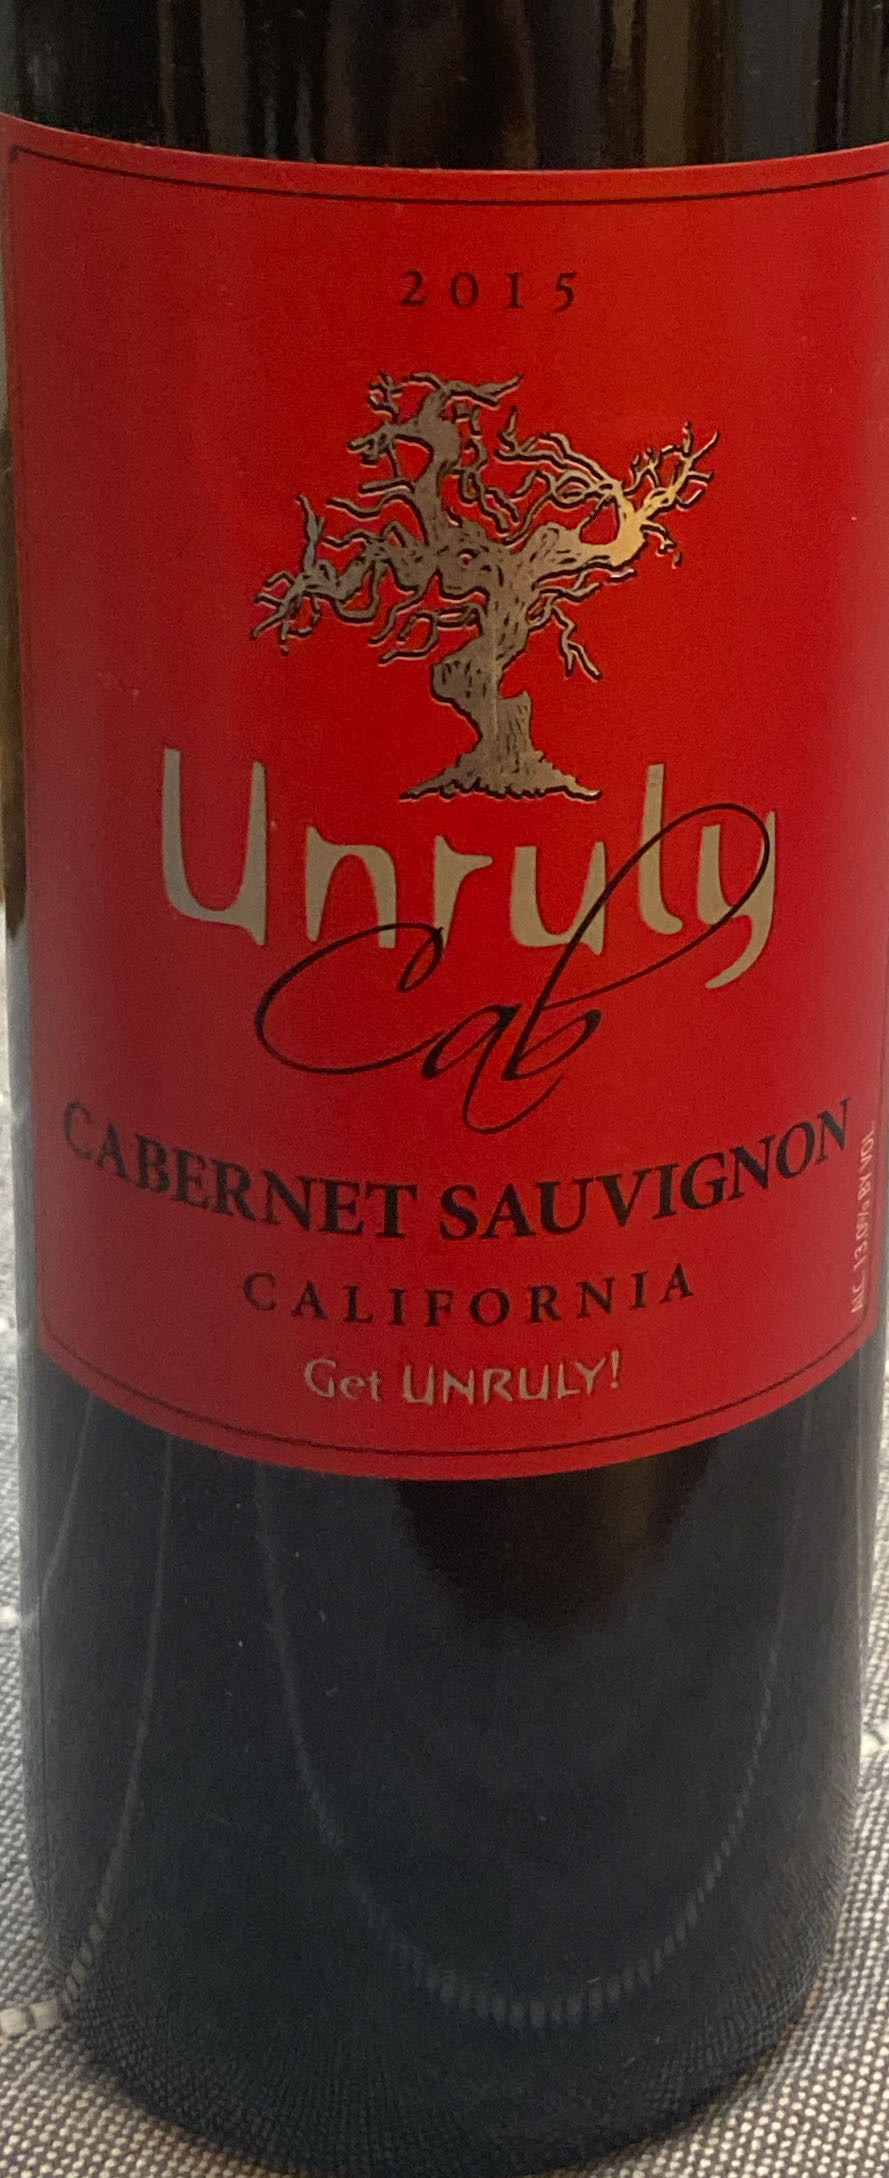 2015
Unruly
Cab
CABERNET SAUVIGNON
CALIFORNIA
Get UNRULY!
ALC. 13.0% BY VOL